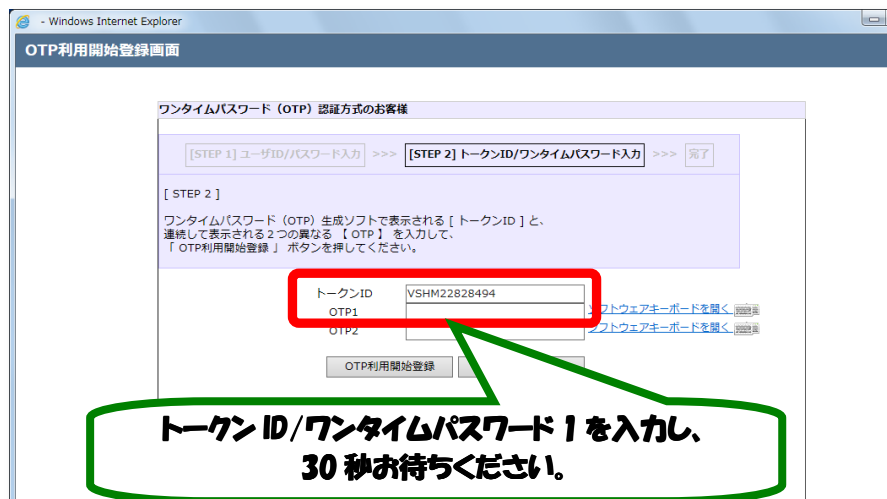 - Windows Internet Explorer
OTP利用開始登録画面
ワンタイムパスワード（OTP）認証方式のお客様
[STEP 1] ユーザID/パスワード入力 >>> [STEP 2] トークンID/ワンタイムパスワード入力 >>> 完了
[ STEP 2 ]
ワンタイムパスワード（OTP）生成ソフトで表示される [ トークンID ] と、
連続して表示される２つの異なる 【 OTP 】 を入力して、
「 OTP利用開始登録 」 ボタンを押してください。
トークンID VSHM22828494
OTP1 ソフトウェアキーボードを開く
OTP2 ソフトウェアキーボードを開く
OTP利用開始登録
トークン ID/ワンタイムパスワード 1 を入力し、
30 秒お待ちください。